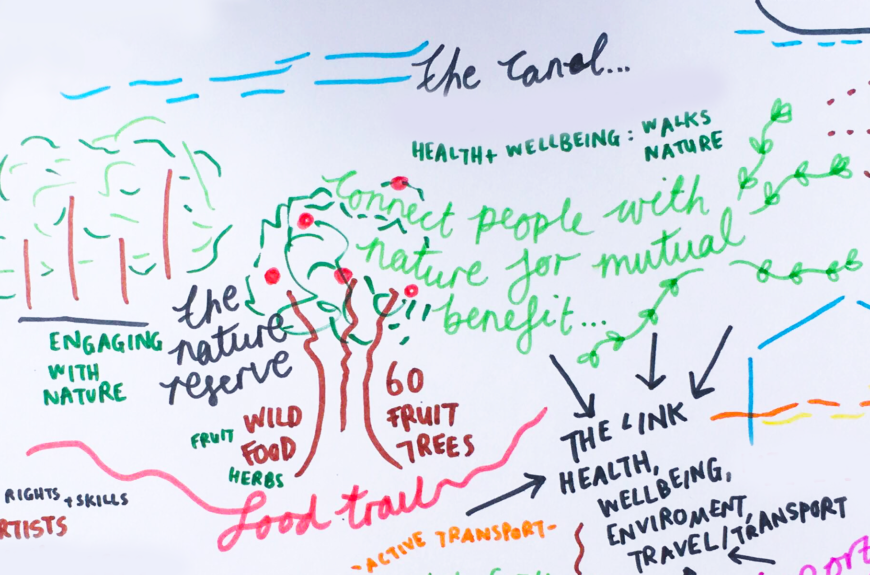 the canal...
HEALTH + WELLBEING : WALKS
NATURE
Connect people with
nature for mutual
benefit...
the
nature
reserve
ENGAGING
WITH
NATURE
FRUIT
WILD
FOOD
HERBS
60
FRUIT
TREES
food trail
RIGHTS + SKILLS
RTISTS
-ACTIVE TRANSPORT-
THE LINK
HEALTH,
WELLBEING,
ENVIROMENT,
TRAVEL/TRANSPORT